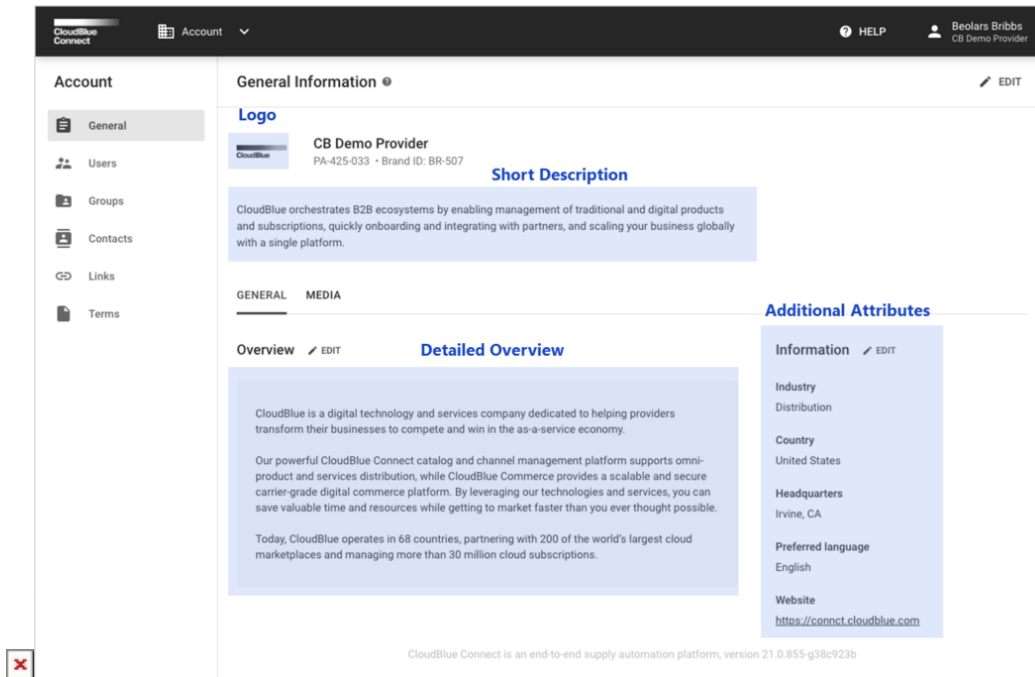 CloudBlue
Connect
Account
HELP
Beolars Bribbs
CB Demo Provider
Account
General
Users
Groups
Contacts
Links
Terms
General Information
EDIT
Logo
CloudBlue
CB Demo Provider
PA-425-033 • Brand ID: BR-507
Short Description
CloudBlue orchestrates B2B ecosystems by enabling management of traditional and digital products
and subscriptions, quickly onboarding and integrating with partners, and scaling your business globally
with a single platform.
GENERAL MEDIA
Overview EDIT
Detailed Overview
CloudBlue is a digital technology and services company dedicated to helping providers
transform their businesses to compete and win in the as-a-service economy.
Our powerful CloudBlue Connect catalog and channel management platform supports omni-
product and services distribution, while CloudBlue Commerce provides a scalable and secure
carrier-grade digital commerce platform. By leveraging our technologies and services, you can
save valuable time and resources while getting to market faster than you ever thought possible.
Today, CloudBlue operates in 68 countries, partnering with 200 of the world's largest cloud
marketplaces and managing more than 30 million cloud subscriptions.
Additional Attributes
Information EDIT
Industry
Distribution
Country
United States
Headquarters
Irvine, CA
Preferred language
English
Website
https://connct.cloudblue.com
CloudBlue Connect is an end-to-end supply automation platform, version 21.0.855-g38c923b